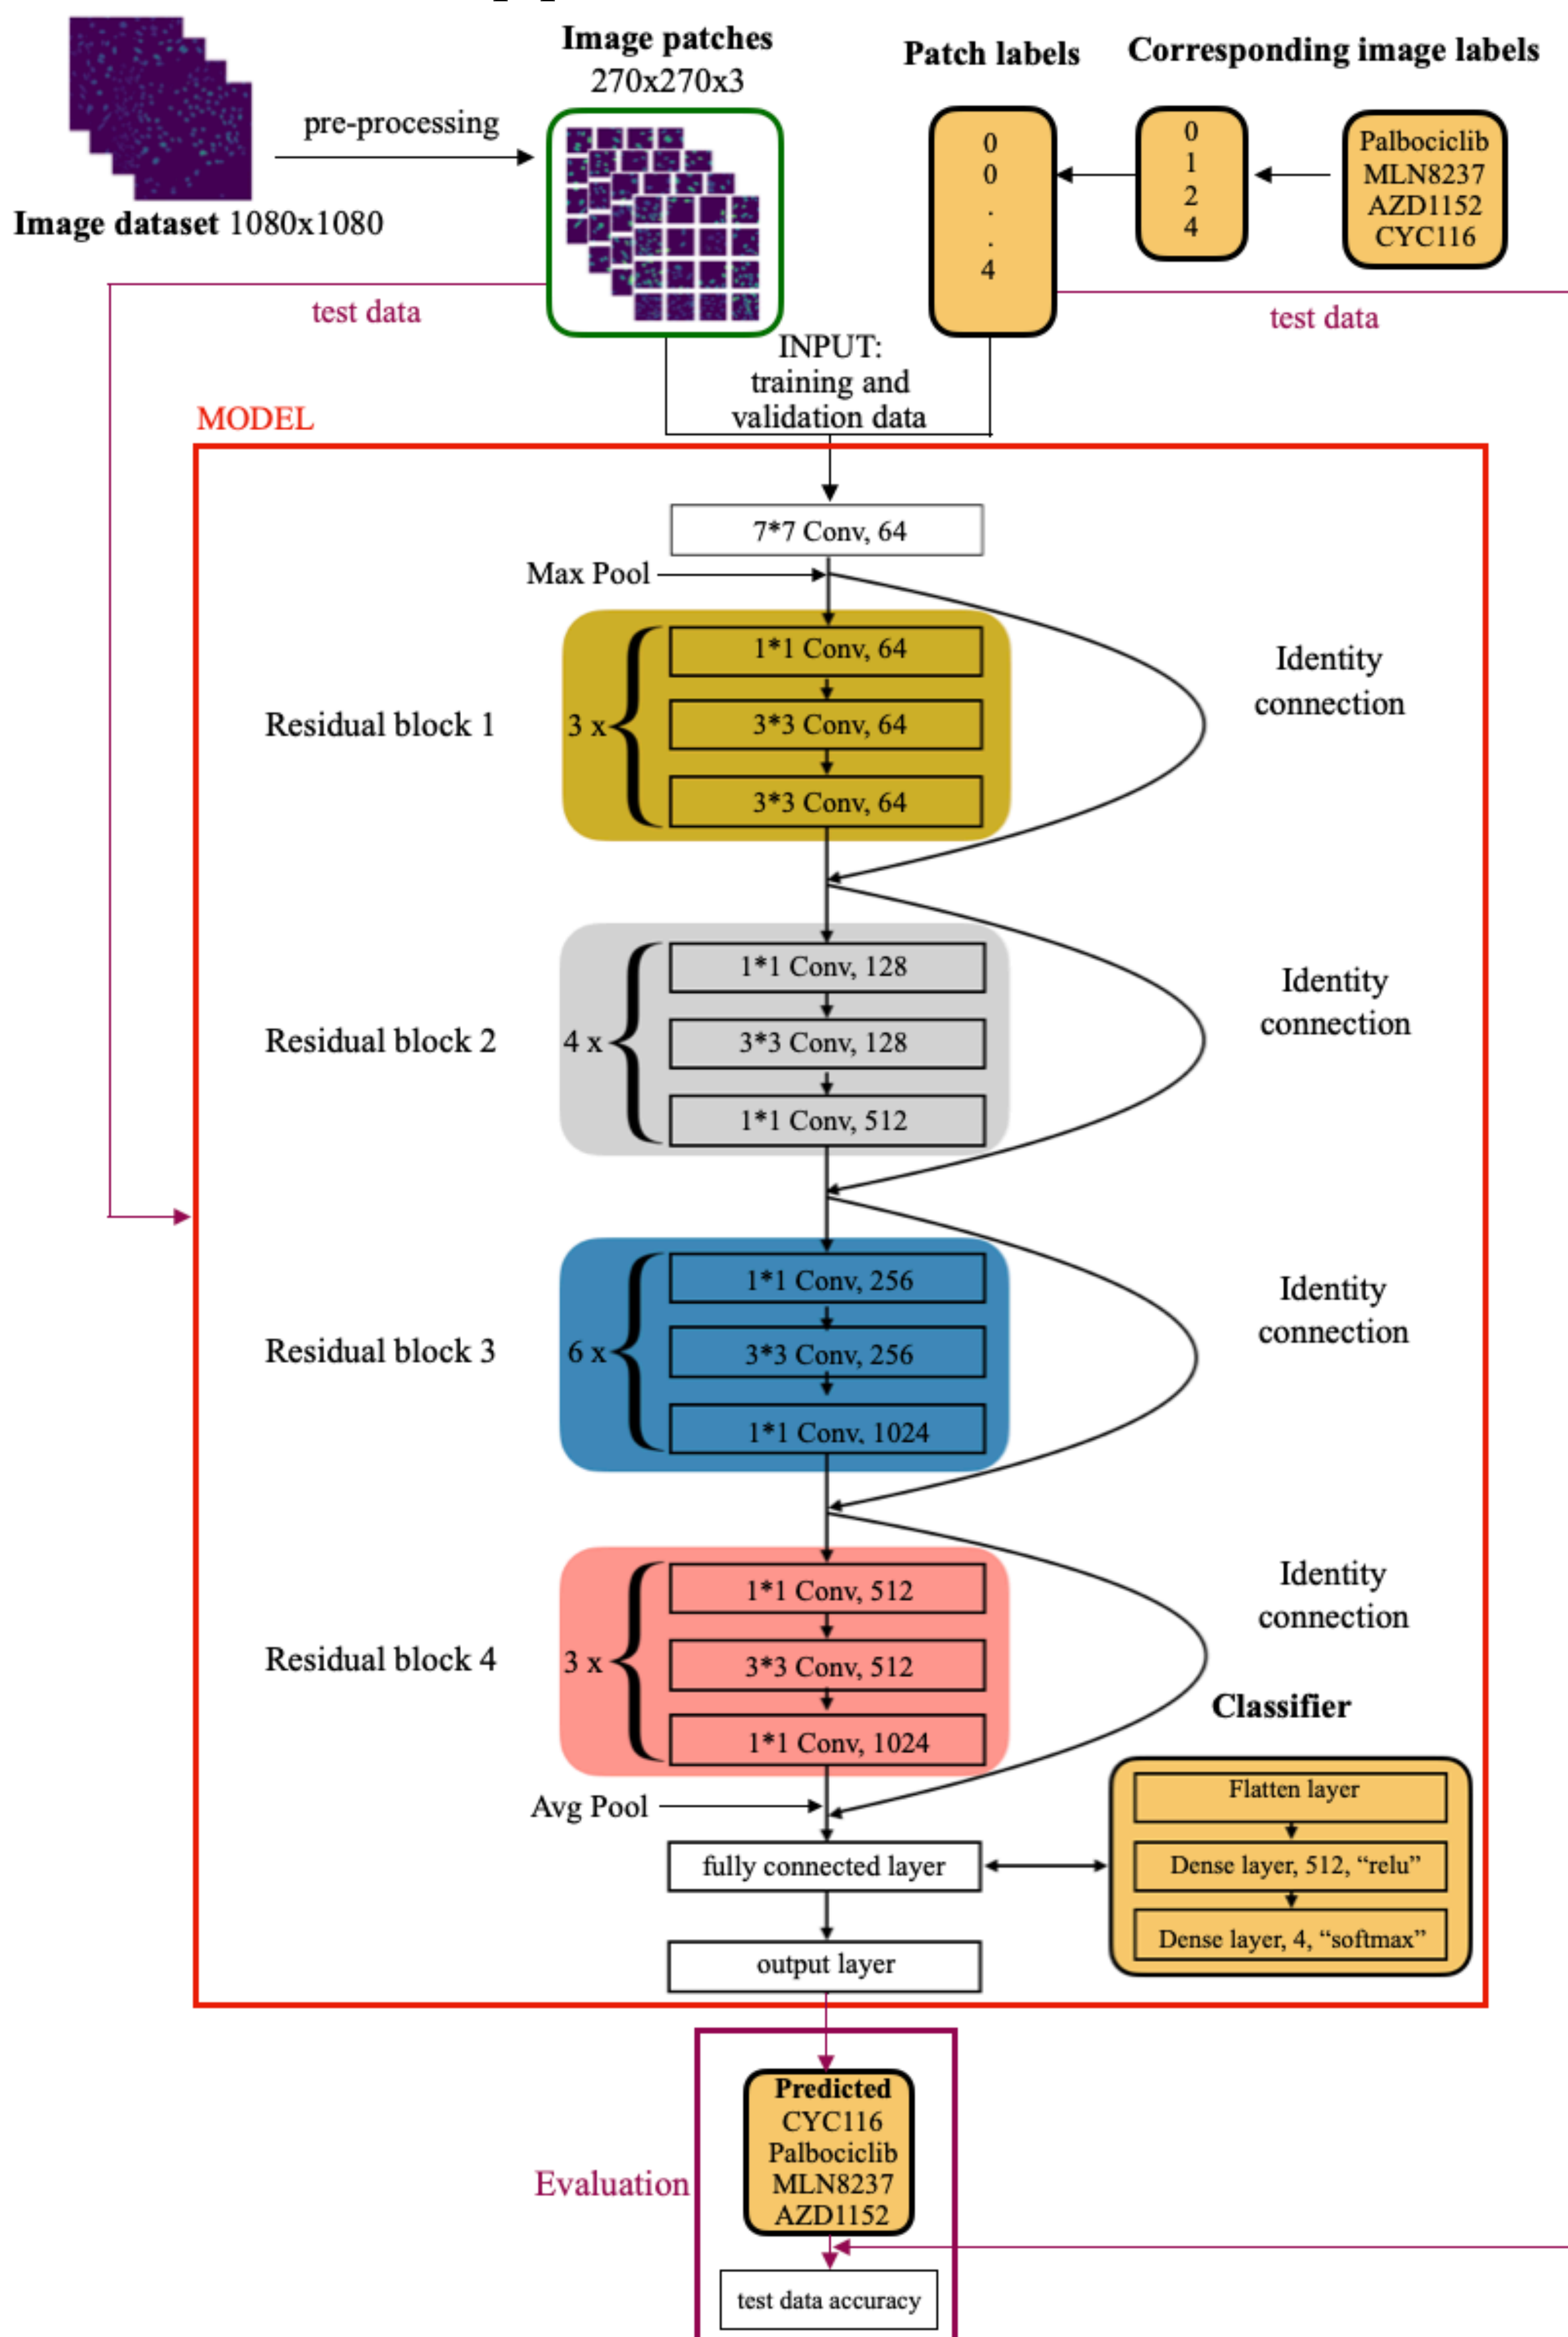 Image patches
270x270x3
Patch labels
Corresponding image labels
pre-processing
Image dataset 1080x1080
0
0
.
.
4
0
1
2
4
Palbociclib
MLN8237
AZD1152
CYC116
test data
test data
INPUT:
training and
validation data
MODEL
7*7 Conv, 64
Max Pool
Residual block 1
3 x
1*1 Conv, 64
3*3 Conv, 64
3*3 Conv, 64
Identity
connection
Residual block 2
4 x
1*1 Conv, 128
3*3 Conv, 128
1*1 Conv, 512
Identity
connection
Residual block 3
6 x
1*1 Conv, 256
3*3 Conv, 256
1*1 Conv, 1024
Identity
connection
Residual block 4
3 x
1*1 Conv, 512
3*3 Conv, 512
1*1 Conv, 1024
Identity
connection
Avg Pool
fully connected layer
output layer
Classifier
Flatten layer
Dense layer, 512, “relu”
Dense layer, 4, “softmax”
Evaluation
Predicted
CYC116
Palbociclib
MLN8237
AZD1152
test data accuracy